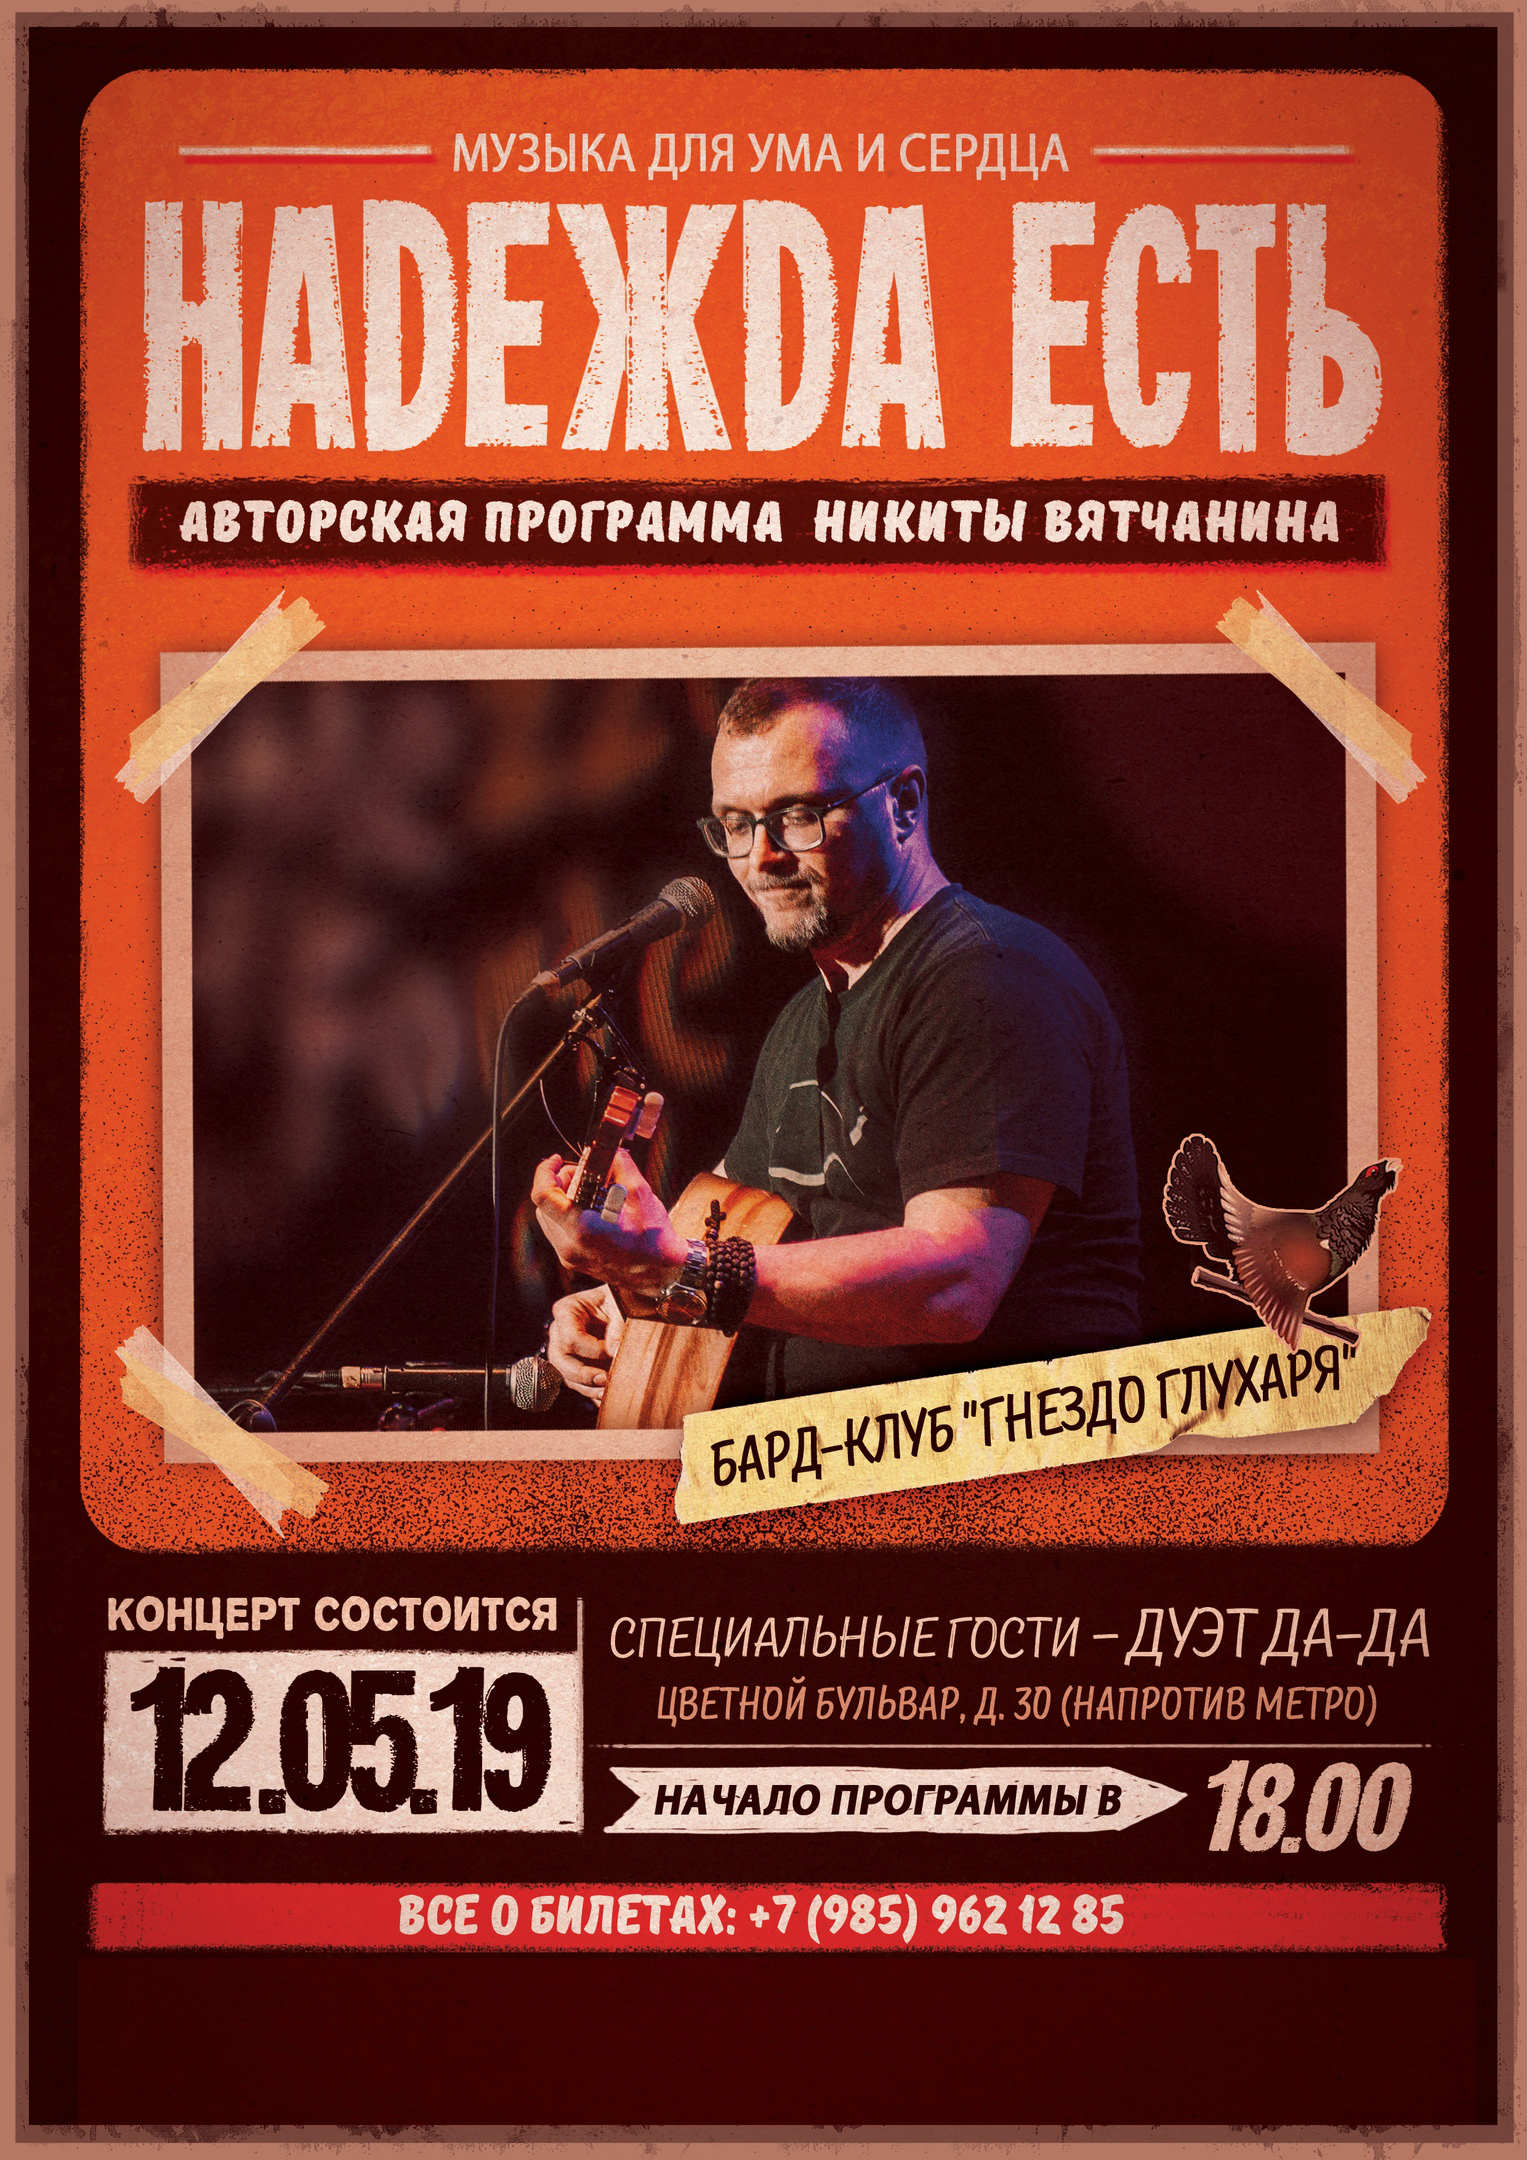 МУЗЫКА ДЛЯ УМА И СЕРДЦА
НАДЕЖДА ЕСТЬ
АВТОРСКАЯ ПРОГРАММА НИКИТЫ ВЯТЧАНИНА
БАРД-КЛУБ "ГНЕЗДО ГЛУХАРЯ"
КОНЦЕРТ СОСТОИТСЯ
12.05.19
СПЕЦИАЛЬНЫЕ ГОСТИ – ДУЭТ ДА-ДА
ЦВЕТНОЙ БУЛЬВАР, Д. 30 (НАПРОТИВ МЕТРО)
НАЧАЛО ПРОГРАММЫ В 18.00
ВСЕ О БИЛЕТАХ: +7 (985) 962 12 85